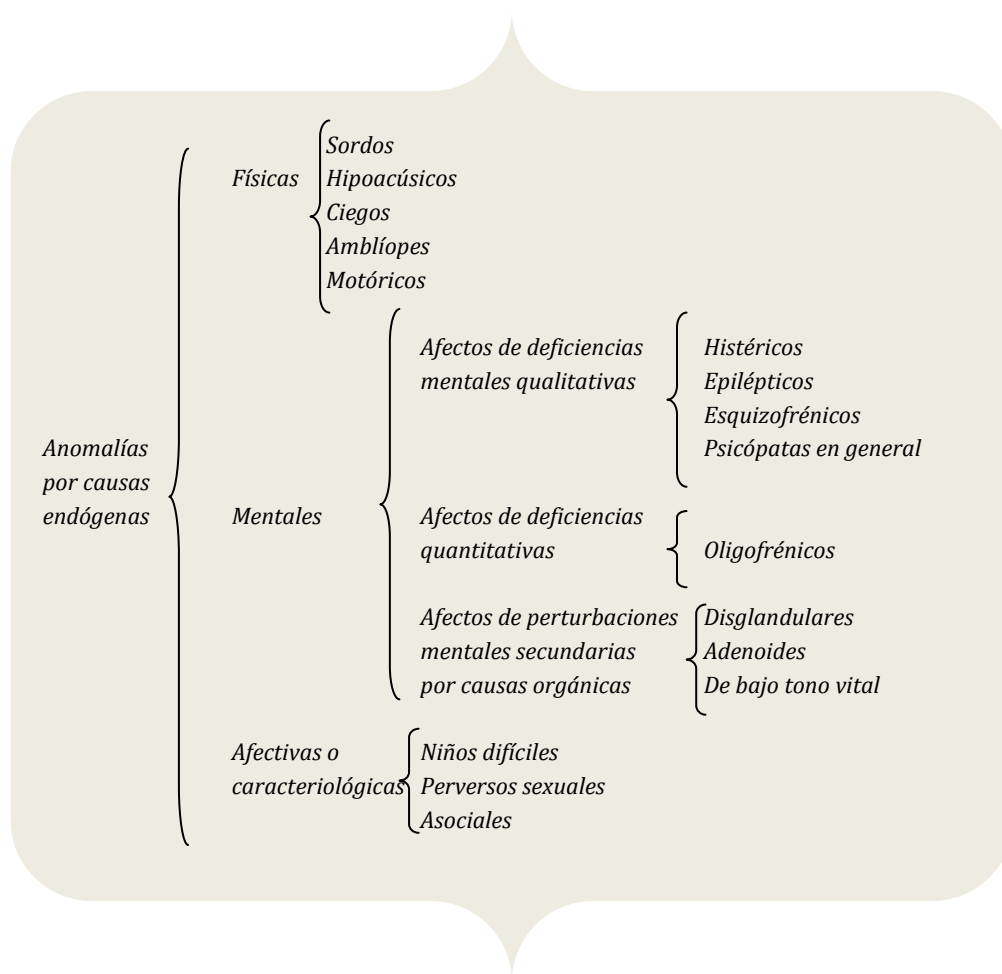 Físicas
Sordos
Hipoacúsicos
Ciegos
Amblíopes
Motóricos
Anomalías
por causas
endógenas
Mentales
Afectos de deficiencias
mentales qualitativas
Histéricos
Epilépticos
Esquizofrénicos
Psicópatas en general
Afectos de deficiencias
quantitativas
Oligofrénicos
Afectos de perturbaciones
mentales secundarias
por causas orgánicas
Disglandulares
Adenoides
De bajo tono vital
Afectivas o
caracteriológicas
Niños difíciles
Perversos sexuales
Asociales